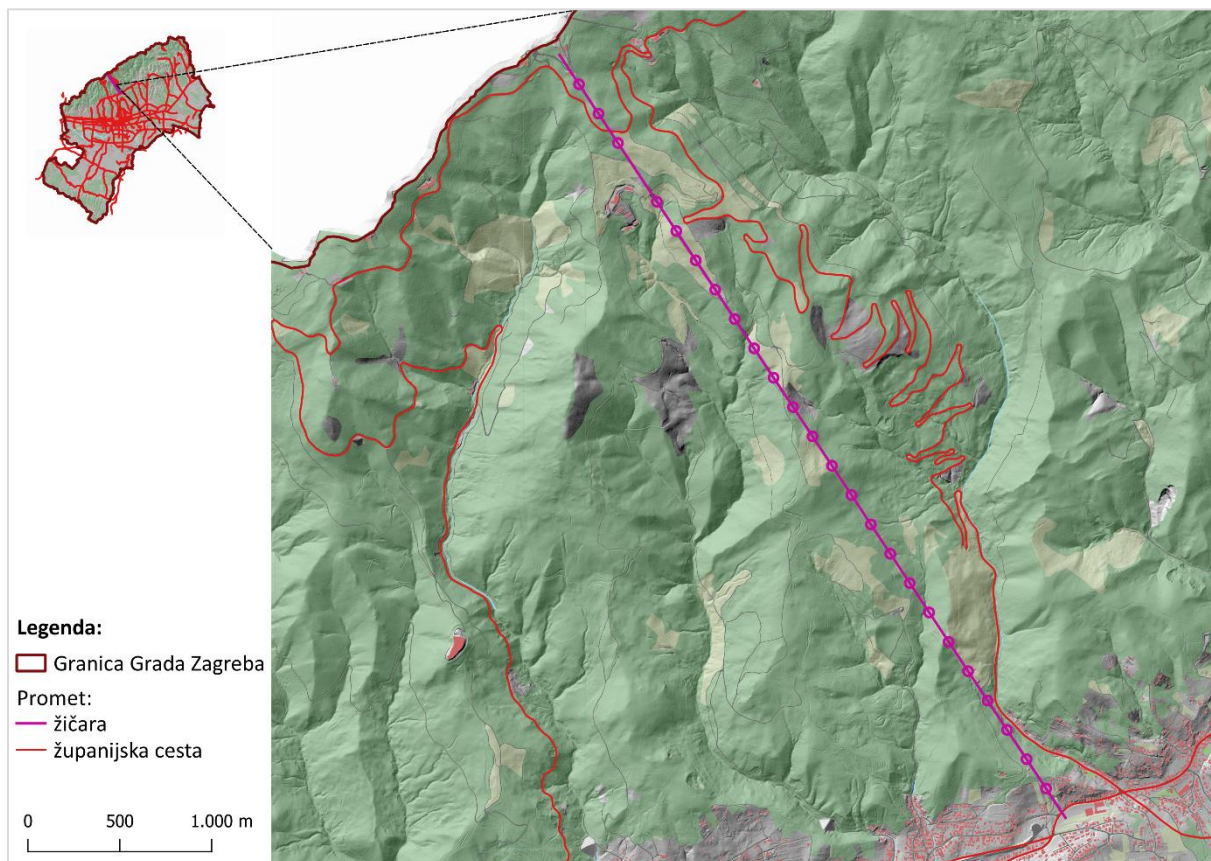 Legenda:
Granica Grada Zagreba
Promet:
žičara
županijska cesta
0 500 1.000 m